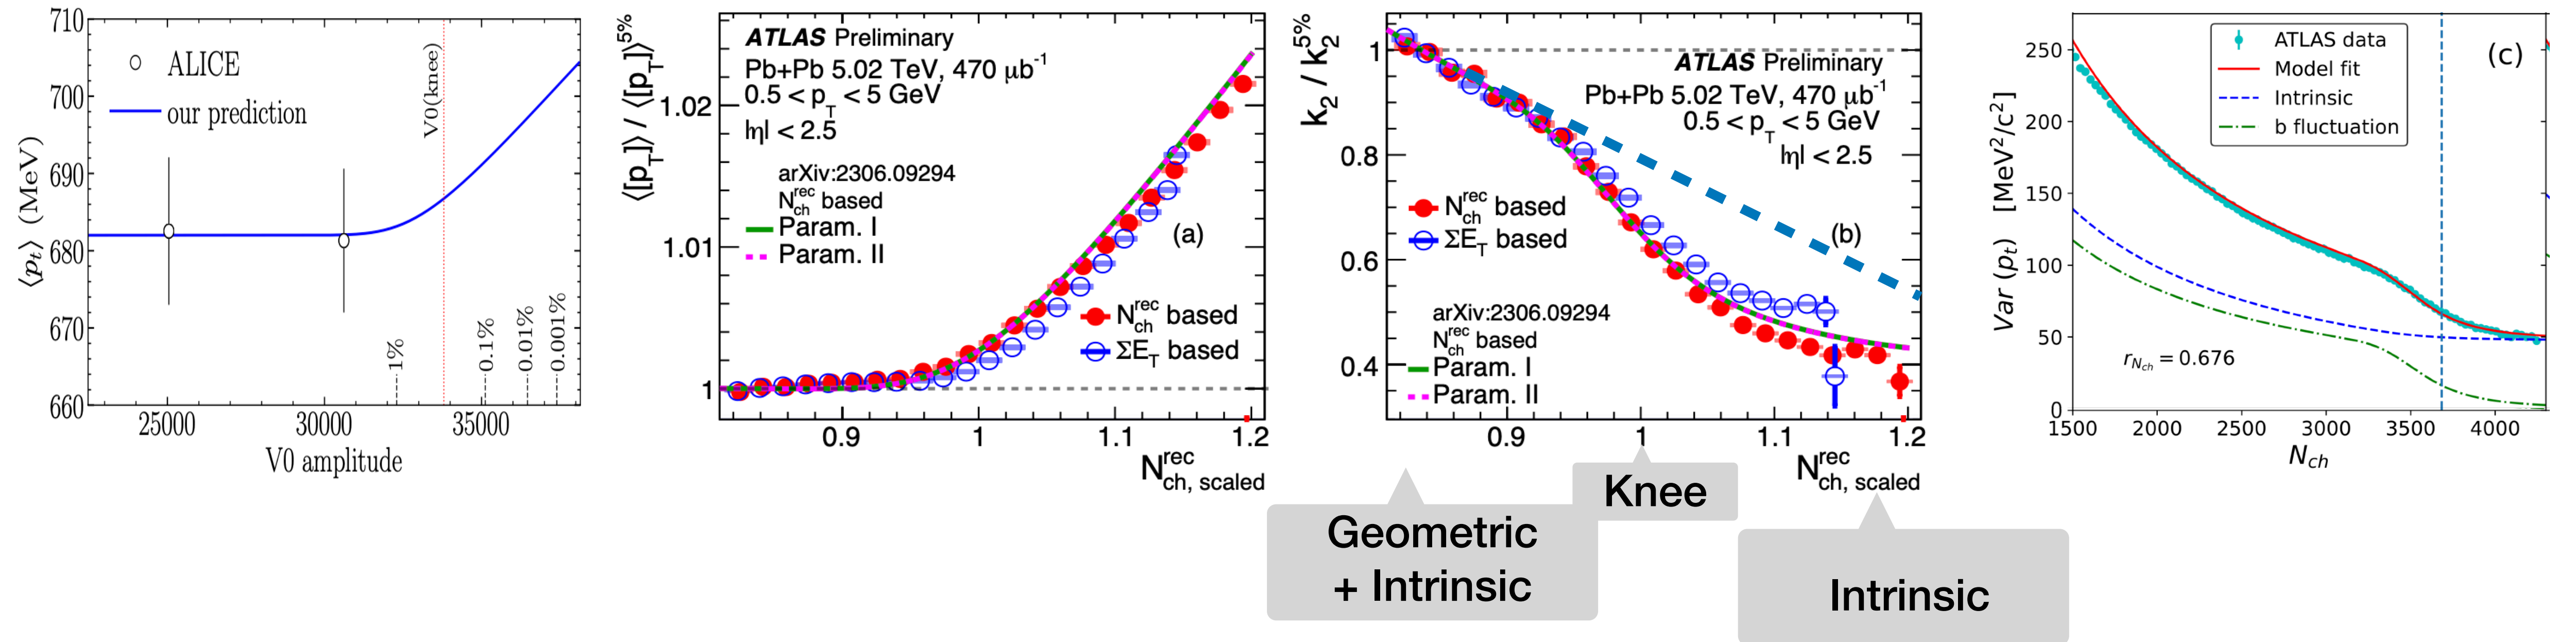 710
700
690
680
670
660
⟨pₜ⟩ (MeV)
ALICE
our prediction
V0(knee)
1%
0.1%
0.01%
0.001%
25000
30000
35000
V0 amplitude
⟨[p_T]⟩ / ⟨[p_T]⟩^5%
1.02
1.01
1
ATLAS Preliminary
Pb+Pb 5.02 TeV, 470 μb⁻¹
0.5 < p_T < 5 GeV
|η| < 2.5
arXiv:2306.09294
N_ch^rec based
Param. I
Param. II
(a)
N_ch^rec based
ΣE_T based
0.9
1
1.1
1.2
N_ch, scaled^rec
k₂ / k₂^5%
1
0.8
0.6
0.4
ATLAS Preliminary
Pb+Pb 5.02 TeV, 470 μb⁻¹
0.5 < p_T < 5 GeV
|η| < 2.5
N_ch^rec based
ΣE_T based
(b)
arXiv:2306.09294
N_ch^rec based
Param. I
Param. II
0.9
1
1.1
1.2
N_ch, scaled^rec
Geometric
+ Intrinsic
Knee
Intrinsic
Var (pₜ) [MeV²/c²]
250
200
150
100
50
0
ATLAS data
Model fit
Intrinsic
b fluctuation
(c)
r_Nch = 0.676
1500
2000
2500
3000
3500
4000
N_ch